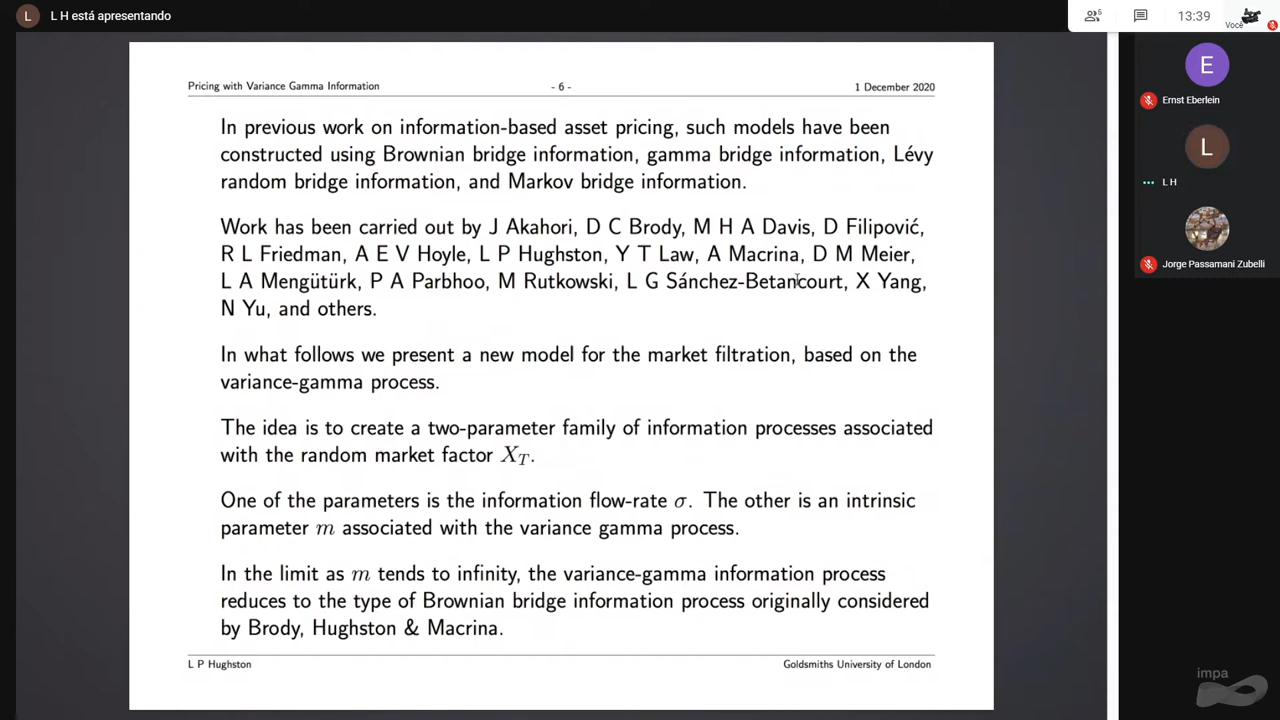 L
L H está apresentando
6
13:39
Você
Pricing with Variance Gamma Information
- 6 -
1 December 2020
In previous work on information-based asset pricing, such models have been
constructed using Brownian bridge information, gamma bridge information, Lévy
random bridge information, and Markov bridge information.
Work has been carried out by J Akahori, D C Brody, M H A Davis, D Filipović,
R L Friedman, A E V Hoyle, L P Hughston, Y T Law, A Macrina, D M Meier,
L A Mengütürk, P A Parbhoo, M Rutkowski, L G Sánchez-Betancourt, X Yang,
N Yu, and others.
In what follows we present a new model for the market filtration, based on the
variance-gamma process.
The idea is to create a two-parameter family of information processes associated
with the random market factor X_T.
One of the parameters is the information flow-rate σ. The other is an intrinsic
parameter m associated with the variance gamma process.
In the limit as m tends to infinity, the variance-gamma information process
reduces to the type of Brownian bridge information process originally considered
by Brody, Hughston & Macrina.
L P Hughston
Goldsmiths University of London
E
Ernst Eberlein
L
L H
Jorge Passamani Zubelli
impa